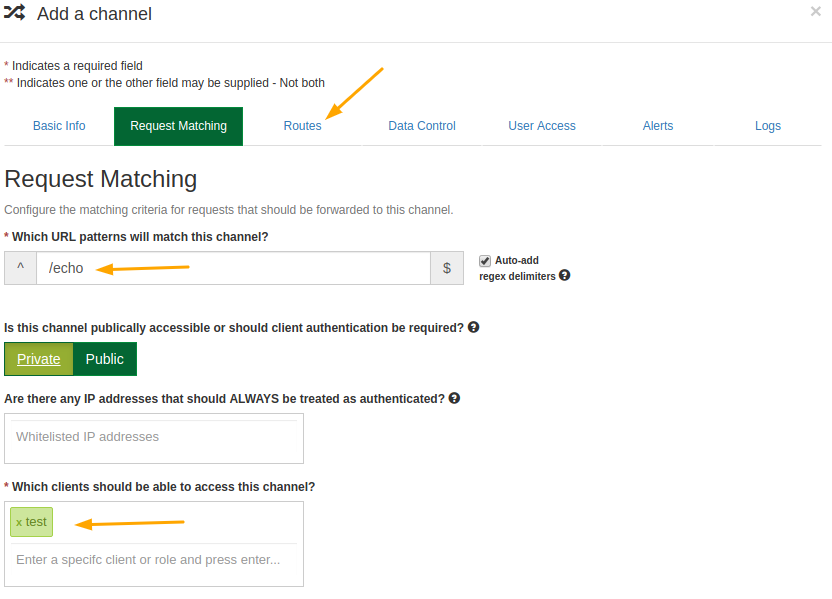 Add a channel
×
* Indicates a required field
** Indicates one or the other field may be supplied - Not both
Basic Info Request Matching Routes Data Control User Access Alerts Logs
Request Matching
Configure the matching criteria for requests that should be forwarded to this channel.
* Which URL patterns will match this channel?
^ /echo $
Auto-add
regex delimiters ?
Is this channel publically accessible or should client authentication be required? ?
Private Public
Are there any IP addresses that should ALWAYS be treated as authenticated? ?
Whitelisted IP addresses
* Which clients should be able to access this channel?
x test
Enter a specifc client or role and press enter...